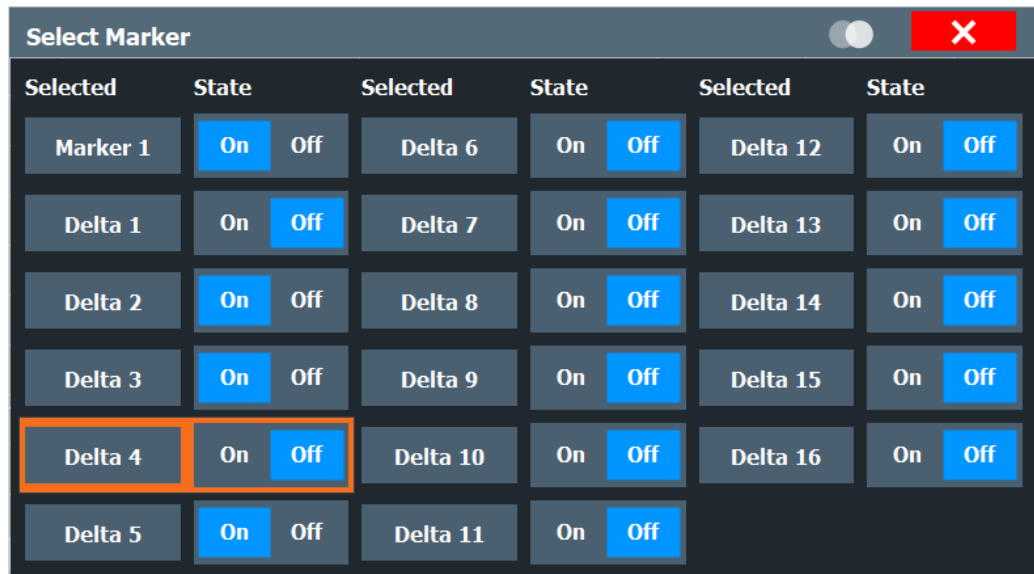 Select Marker
Selected State Selected State Selected State
Marker 1 On Off Delta 6 On Off Delta 12 On Off
Delta 1 On Off Delta 7 On Off Delta 13 On Off
Delta 2 On Off Delta 8 On Off Delta 14 On Off
Delta 3 On Off Delta 9 On Off Delta 15 On Off
Delta 4 On Off Delta 10 On Off Delta 16 On Off
Delta 5 On Off Delta 11 On Off